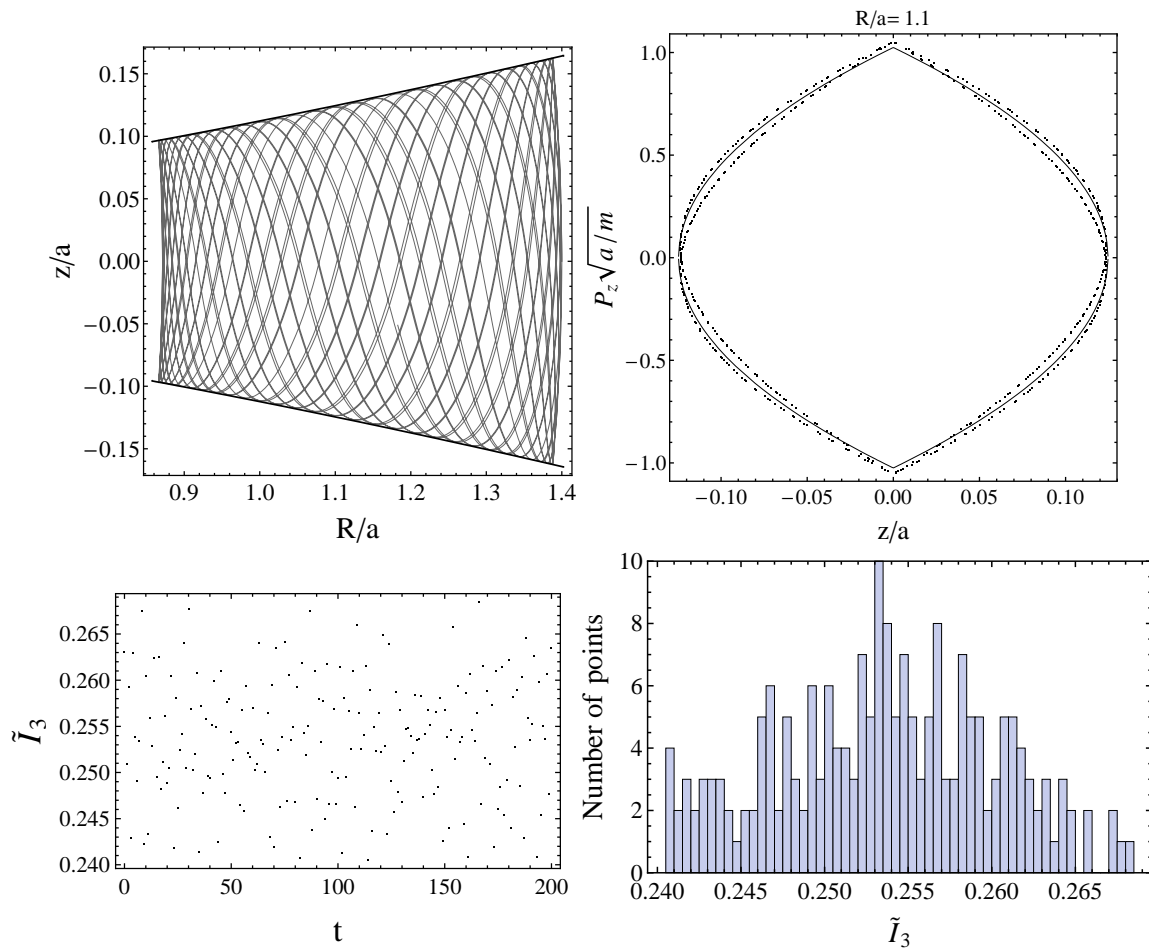 R/a= 1.1
0.15
0.10
0.05
0.00
−0.05
−0.10
−0.15
z/a
0.9 1.0 1.1 1.2 1.3 1.4
R/a
1.0
0.5
0.0
−0.5
−1.0
P_z √a/m
−0.10 −0.05 0.00 0.05 0.10
z/a
0.265
0.260
0.255
0.250
0.245
0.240
Ĩ_3
0 50 100 150 200
t
10
8
6
4
2
0
Number of points
0.240 0.245 0.250 0.255 0.260 0.265
Ĩ_3